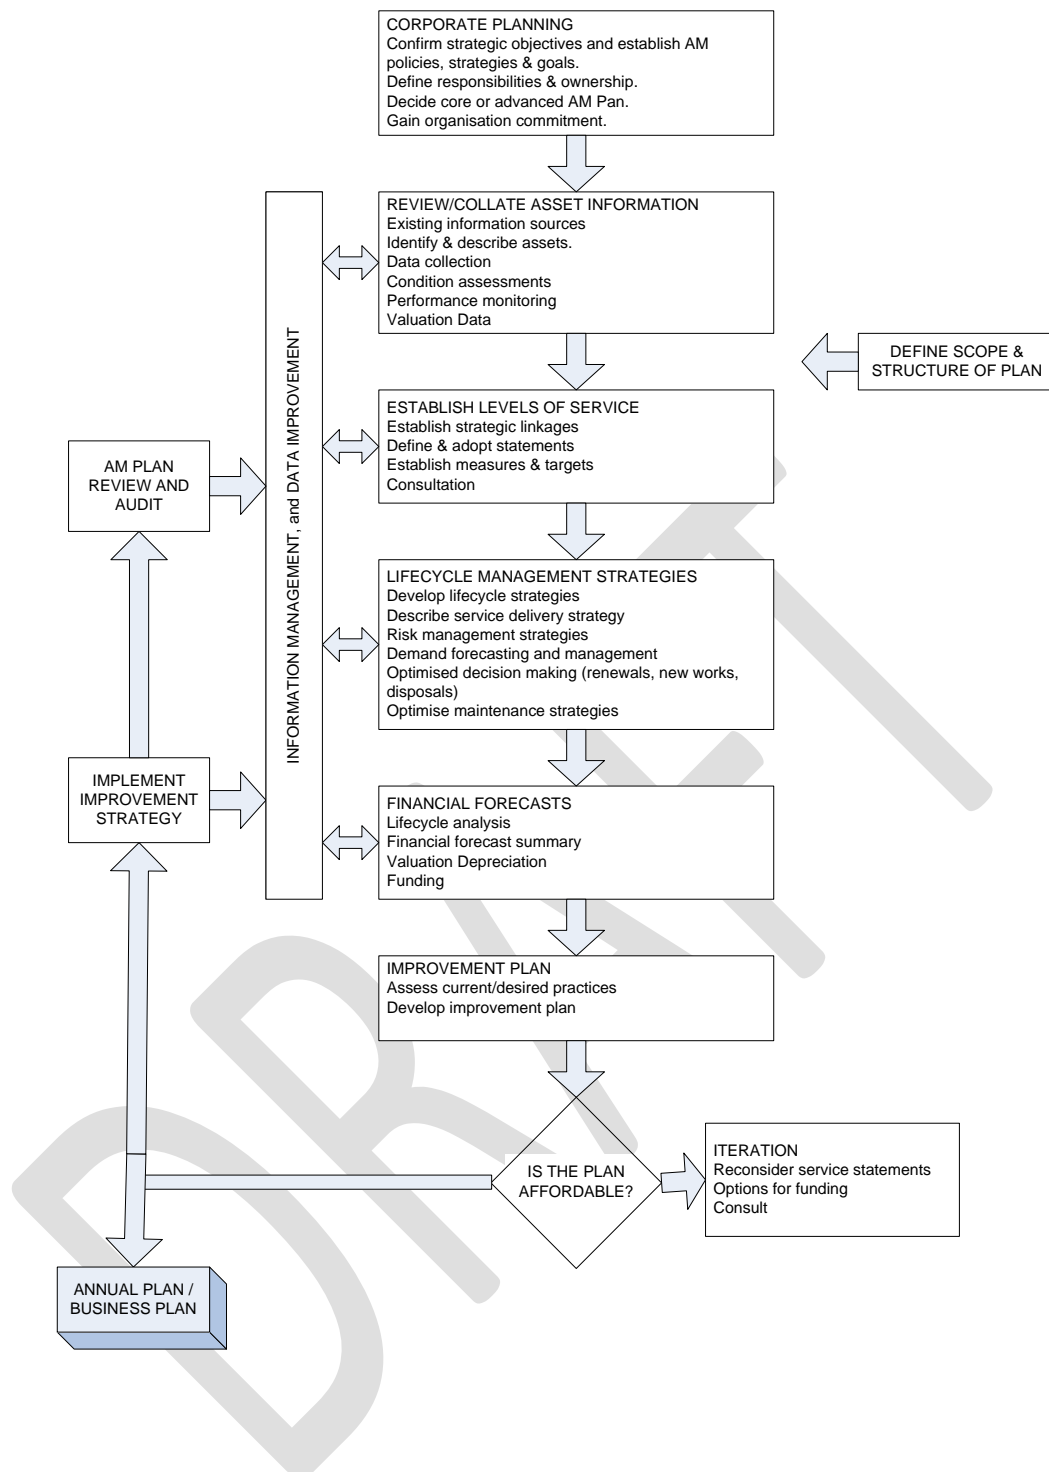 CORPORATE PLANNING
Confirm strategic objectives and establish AM
policies, strategies & goals.
Define responsibilities & ownership.
Decide core or advanced AM Pan.
Gain organisation commitment.
REVIEW/COLLATE ASSET INFORMATION
Existing information sources
Identify & describe assets.
Data collection
Condition assessments
Performance monitoring
Valuation Data
DEFINE SCOPE &
STRUCTURE OF PLAN
INFORMATION MANAGEMENT, and DATA IMPROVEMENT
ESTABLISH LEVELS OF SERVICE
Establish strategic linkages
Define & adopt statements
Establish measures & targets
Consultation
AM PLAN
REVIEW AND
AUDIT
LIFECYCLE MANAGEMENT STRATEGIES
Develop lifecycle strategies
Describe service delivery strategy
Risk management strategies
Demand forecasting and management
Optimised decision making (renewals, new works,
disposals)
Optimise maintenance strategies
IMPLEMENT
IMPROVEMENT
STRATEGY
FINANCIAL FORECASTS
Lifecycle analysis
Financial forecast summary
Valuation Depreciation
Funding
IMPROVEMENT PLAN
Assess current/desired practices
Develop improvement plan
IS THE PLAN
AFFORDABLE?
ITERATION
Reconsider service statements
Options for funding
Consult
ANNUAL PLAN /
BUSINESS PLAN
DRAFT